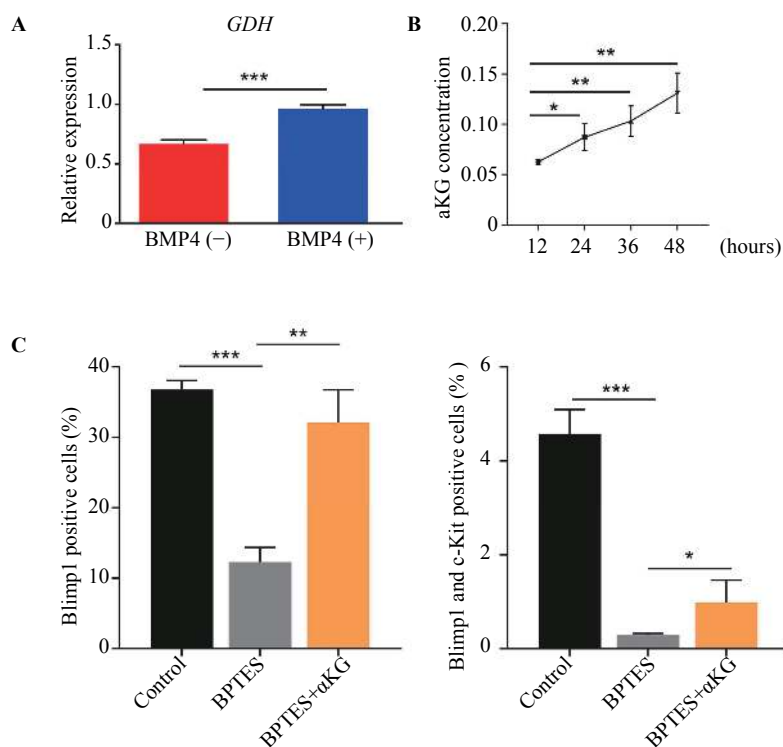 A
GDH
Relative expression
1.5
1.0
0.5
0
***
BMP4 (−)
BMP4 (+)
B
aKG concentration
0.20
0.15
0.10
0.05
0
**
**
*
12 24 36 48 (hours)
C
Blimp1 positive cells (%)
40
30
20
10
0
***
**
Control
BPTES
BPTES+αKG
Blimp1 and c-Kit positive cells (% )
6
4
2
0
***
*
Control
BPTES
BPTES+αKG